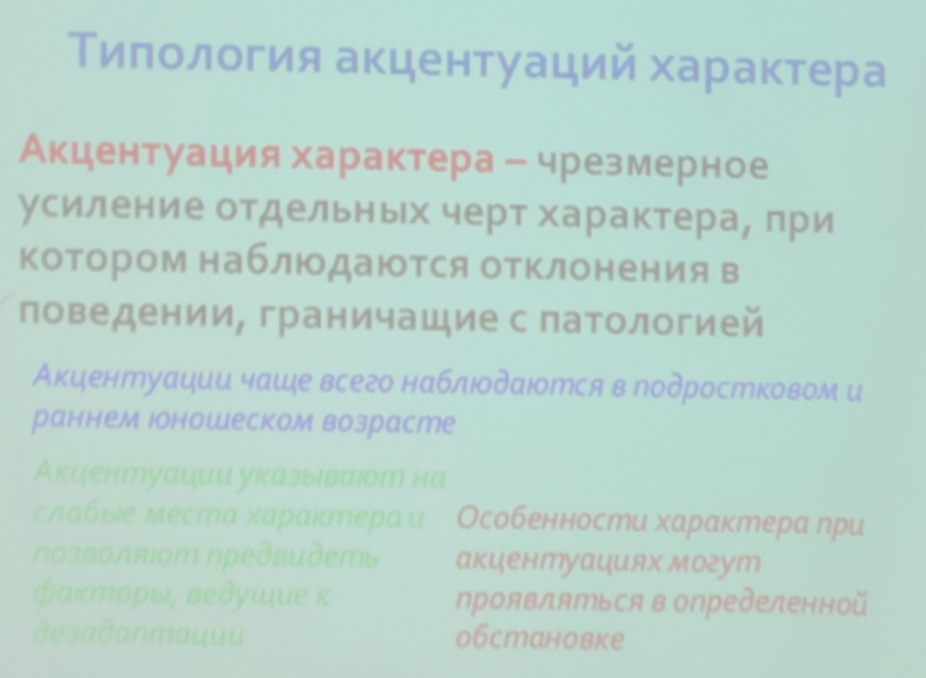 Типология акцентуаций характера
Акцентуация характера – чрезмерное
усиление отдельных черт характера, при
котором наблюдаются отклонения в
поведении, граничащие с патологией
Акцентуации чаще всего наблюдаются в подростковом и
раннем юношеском возрасте
Акцентуации указывают на
слабые места характера и
позволяют предвидеть
факторы, ведущие к
дезадаптации
Особенности характера при
акцентуациях могут
проявляться в определенной
обстановке